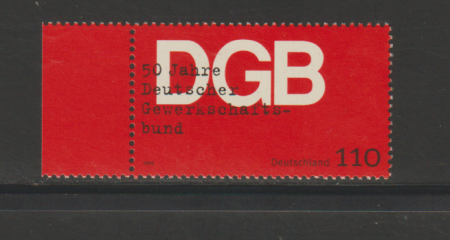 DGB
50 Jahre
Deutscher
Gewerkschafts-
bund
Deutschland 110